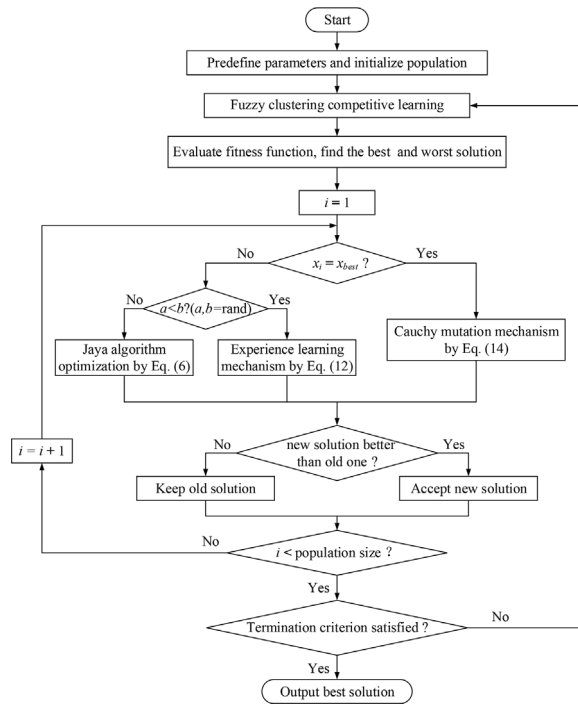 Start
Predefine parameters and initialize population
Fuzzy clustering competitive learning
Evaluate fitness function, find the best and worst solution
i = 1
No
Yes
x_i = x_best ?
No
Yes
a<b?(a,b=rand)
Jaya algorithm
optimization by Eq. (6)
Experience learning
mechanism by Eq. (12)
Cauchy mutation mechanism
by Eq. (14)
i = i + 1
No
Yes
new solution better
than old one ?
Keep old solution
Accept new solution
No
i < population size ?
Yes
Termination criterion satisfied ?
No
Yes
Output best solution